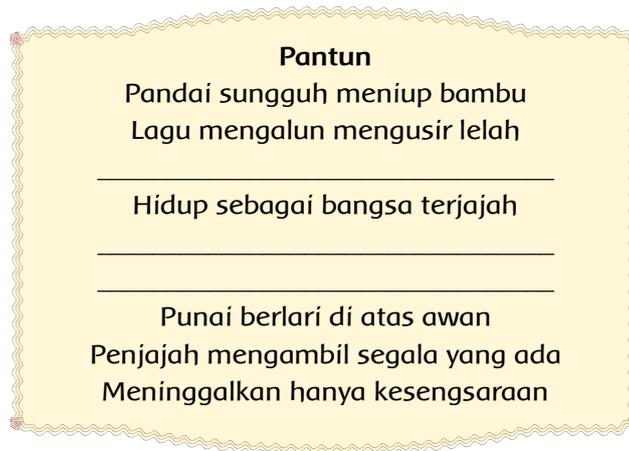 Pantun
Pandai sungguh meniup bambu
Lagu mengalun mengusir lelah
Hidup sebagai bangsa terjajah
Punai berlari di atas awan
Penjajah mengambil segala yang ada
Meninggalkan hanya kesengsaraan